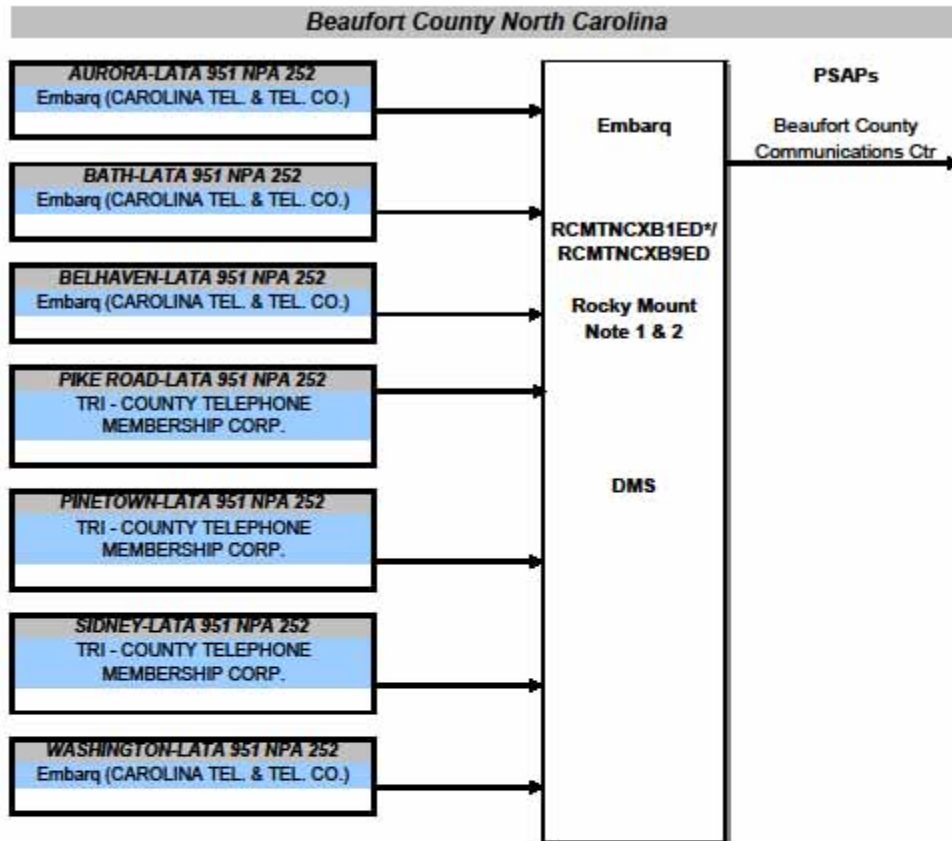 Beaufort County North Carolina
AURORA-LATA 951 NPA 252
Embarq (CAROLINA TEL. & TEL. CO.)
BATH-LATA 951 NPA 252
Embarq (CAROLINA TEL. & TEL. CO.)
BELHAVEN-LATA 951 NPA 252
Embarq (CAROLINA TEL. & TEL. CO.)
PIKE ROAD-LATA 951 NPA 252
TRI - COUNTY TELEPHONE
MEMBERSHIP CORP.
PINETOWN-LATA 951 NPA 252
TRI - COUNTY TELEPHONE
MEMBERSHIP CORP.
SIDNEY-LATA 951 NPA 252
TRI - COUNTY TELEPHONE
MEMBERSHIP CORP.
WASHINGTON-LATA 951 NPA 252
Embarq (CAROLINA TEL. & TEL. CO.)
Embarq
RCMTNCXB1ED*/
RCMTNCXB9ED
Rocky Mount
Note 1 & 2
DMS
PSAPs
Beaufort County
Communications Ctr